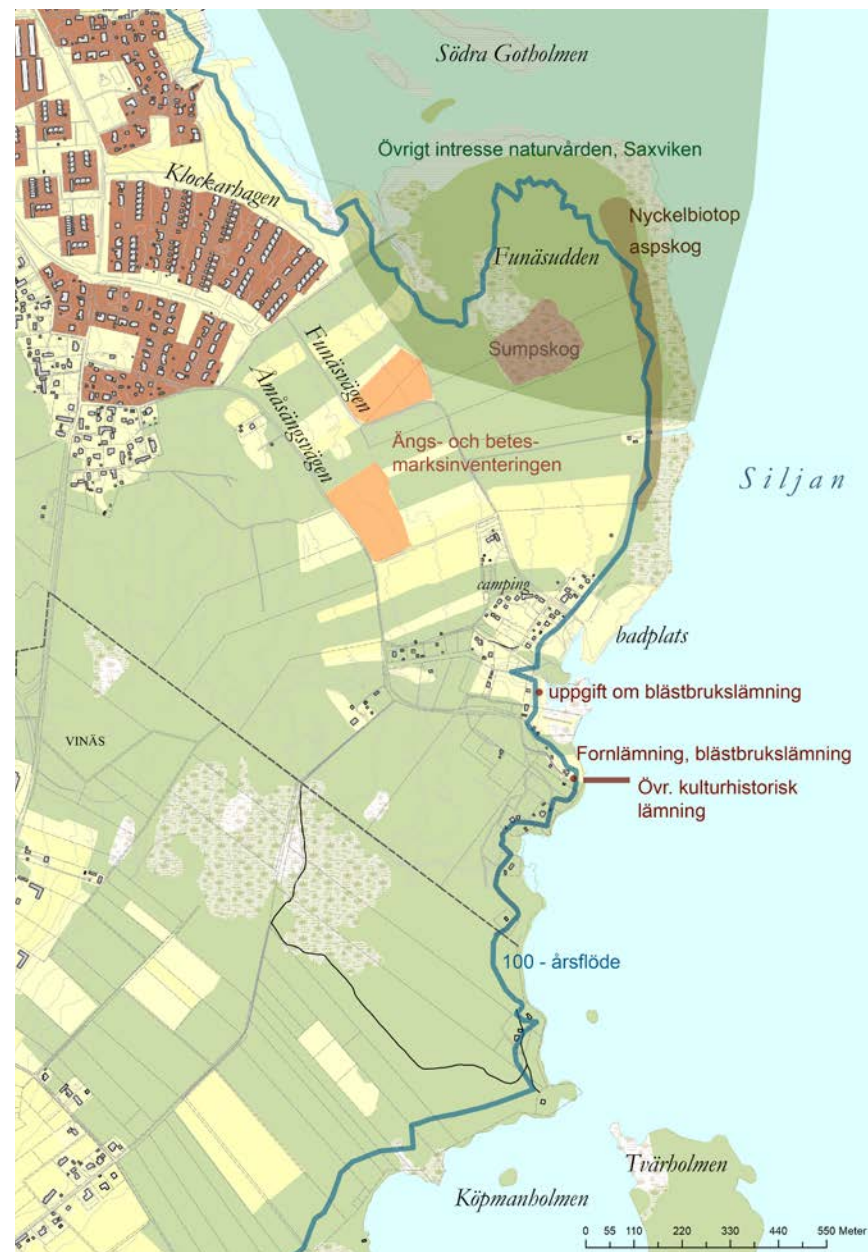 Södra Gotholmen
Övrigt intresse naturvården, Saxviken
Klockarhagen
Nyckelbiotop
aspskog
Funäsudden
Sumpskog
Funäsvägen
Åmåsängsvägen
Ängs- och betes-
marksinventeringen
Siljan
camping
badplats
uppgift om blästbrukslämning
VINÄS
Fornlämning, blästbrukslämning
Övr. kulturhistorisk
lämning
100 - årsflöde
Tvärholmen
Köpmanholmen
0 55 110 220 330 440 550 Meter